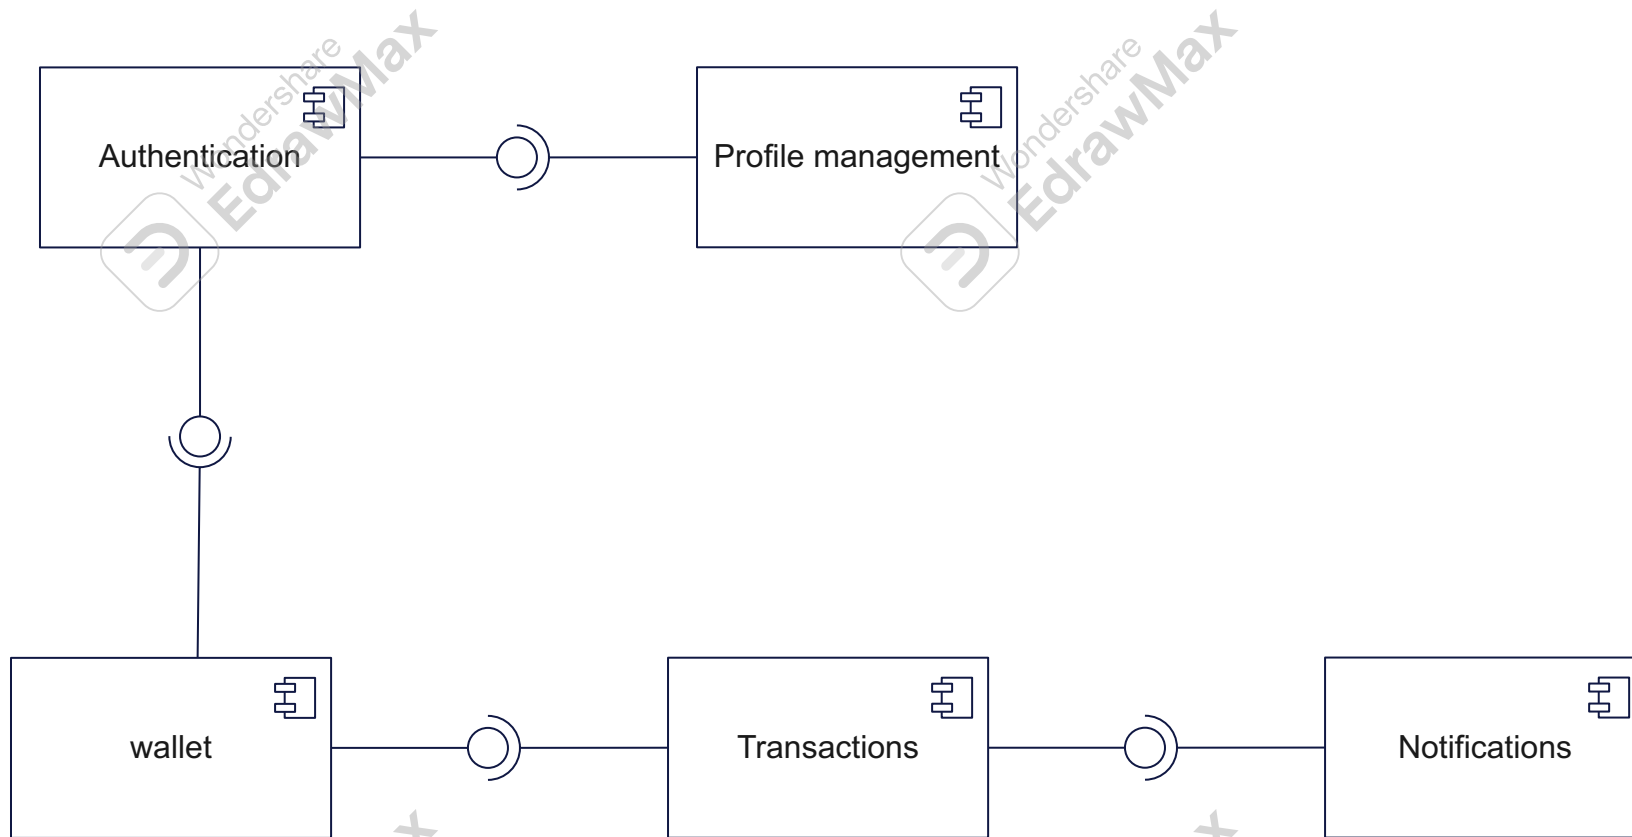 Wondershare
EdrawMax
Wondershare
EdrawMax
Authentication
Profile management
wallet
Transactions
Notifications
x
x